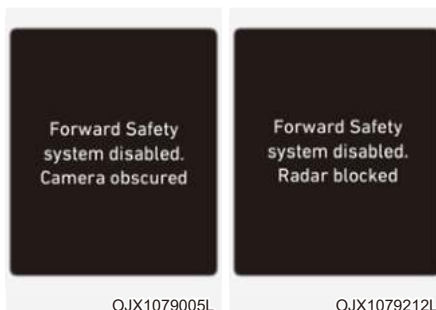 Forward Safety
system disabled.
Camera obscured
Forward Safety
system disabled.
Radar blocked
OJX1079005L
OJX1079212L